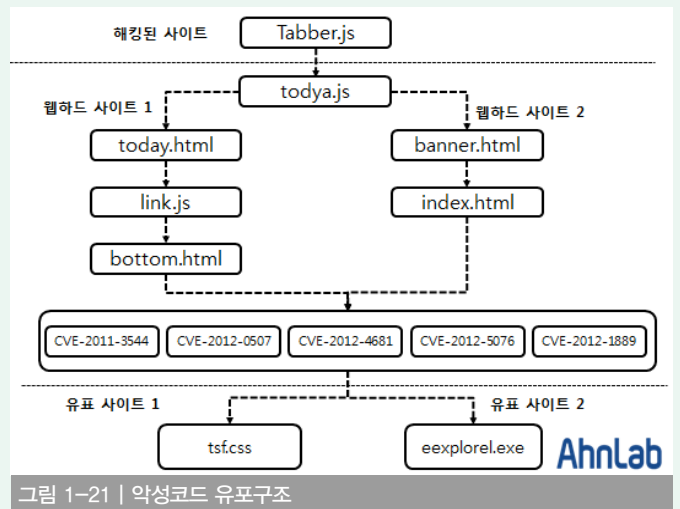 해킹된 사이트
Tabber.js
todya.js
웹하드 사이트 1
웹하드 사이트 2
today.html
banner.html
link.js
index.html
bottom.html
CVE-2011-3544
CVE-2012-0507
CVE-2012-4681
CVE-2012-5076
CVE-2012-1889
유표 사이트 1
유표 사이트 2
tsf.css
eexplorel.exe
AhnLab
그림 1-21 | 악성코드 유포구조